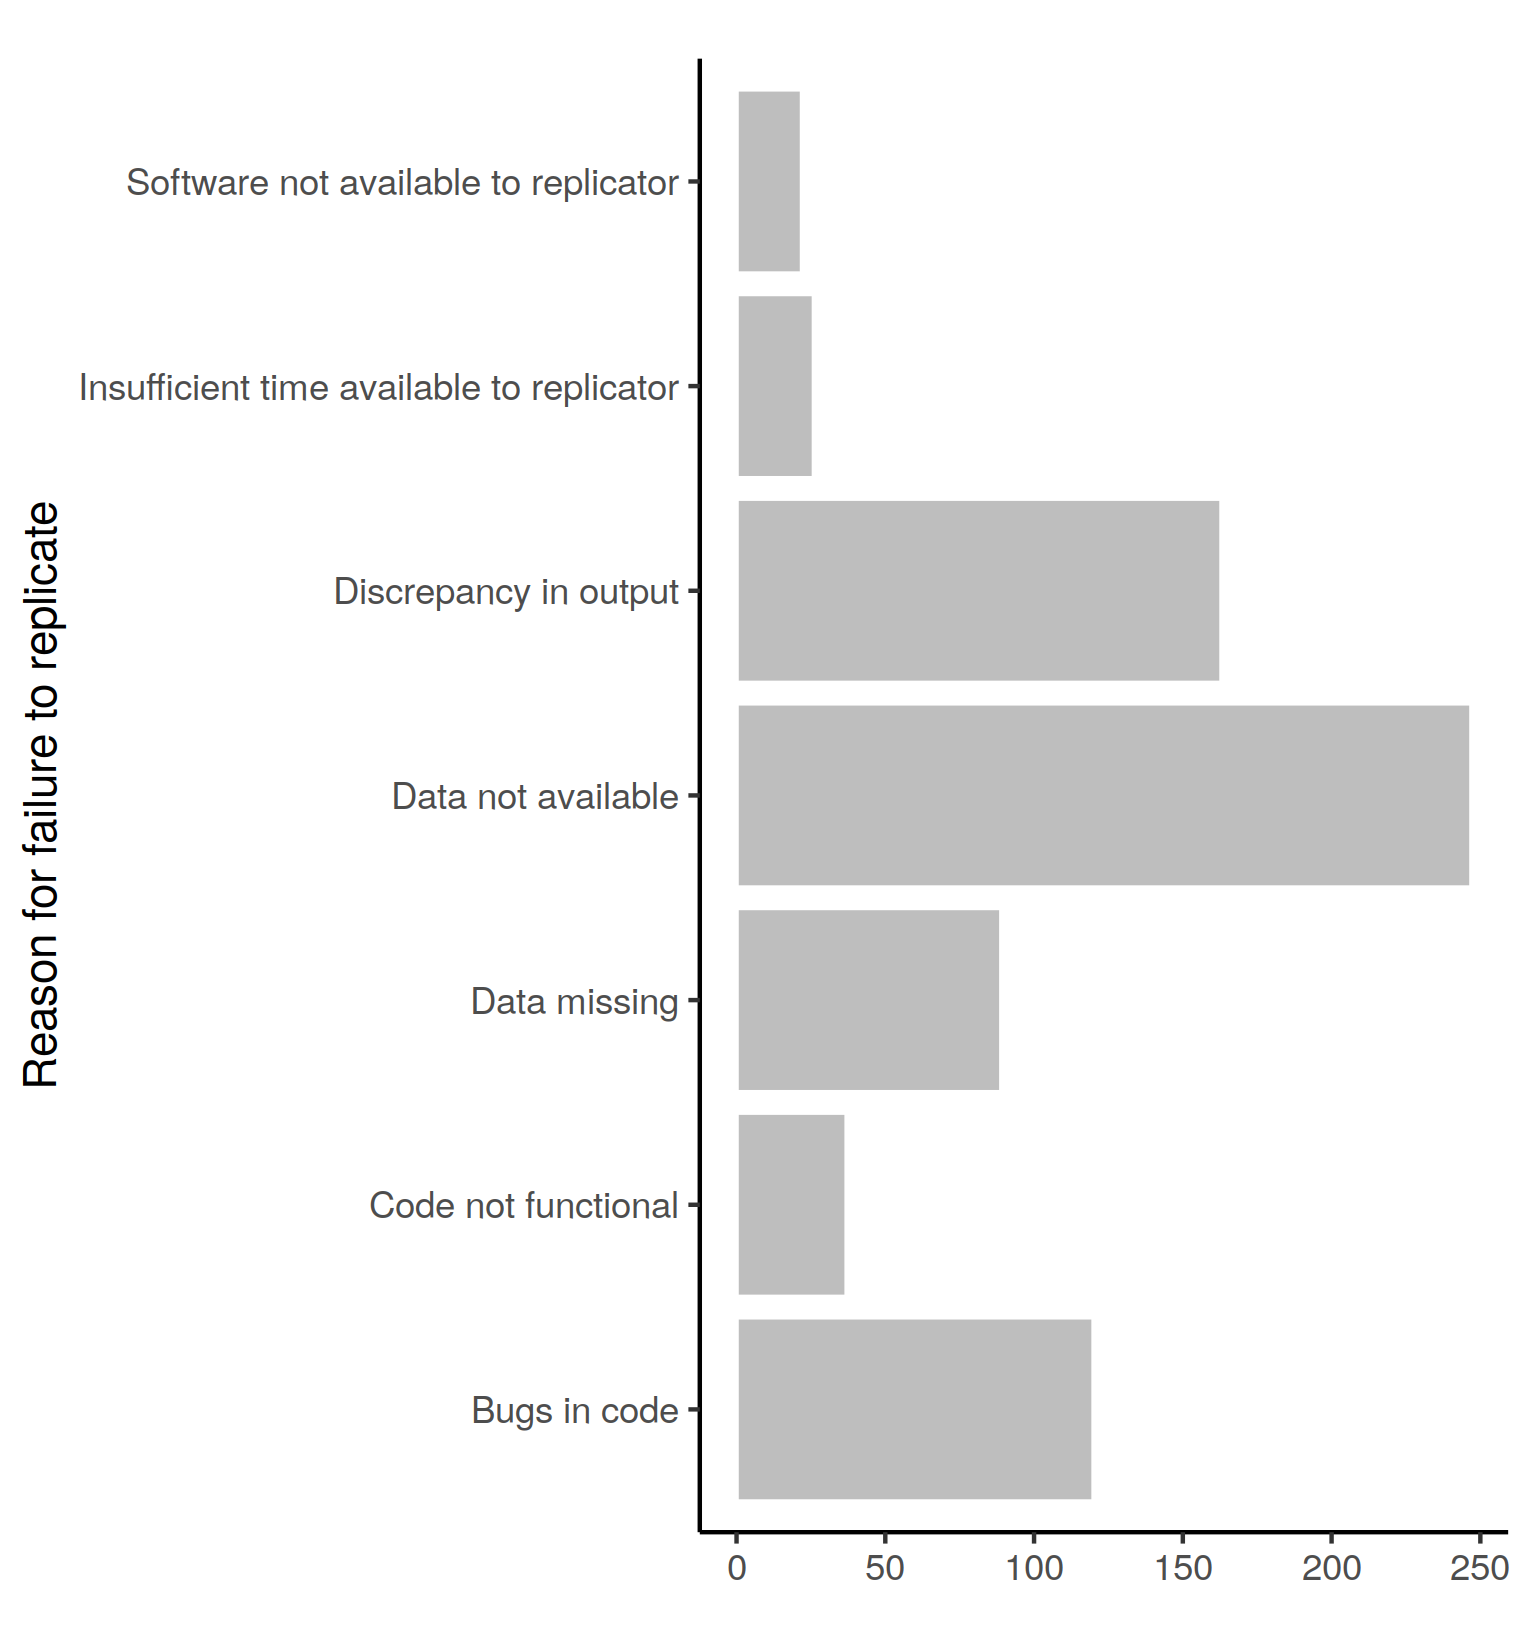 Reason for failure to replicate
Software not available to replicator
Insufficient time available to replicator
Discrepancy in output
Data not available
Data missing
Code not functional
Bugs in code
0 50 100 150 200 250